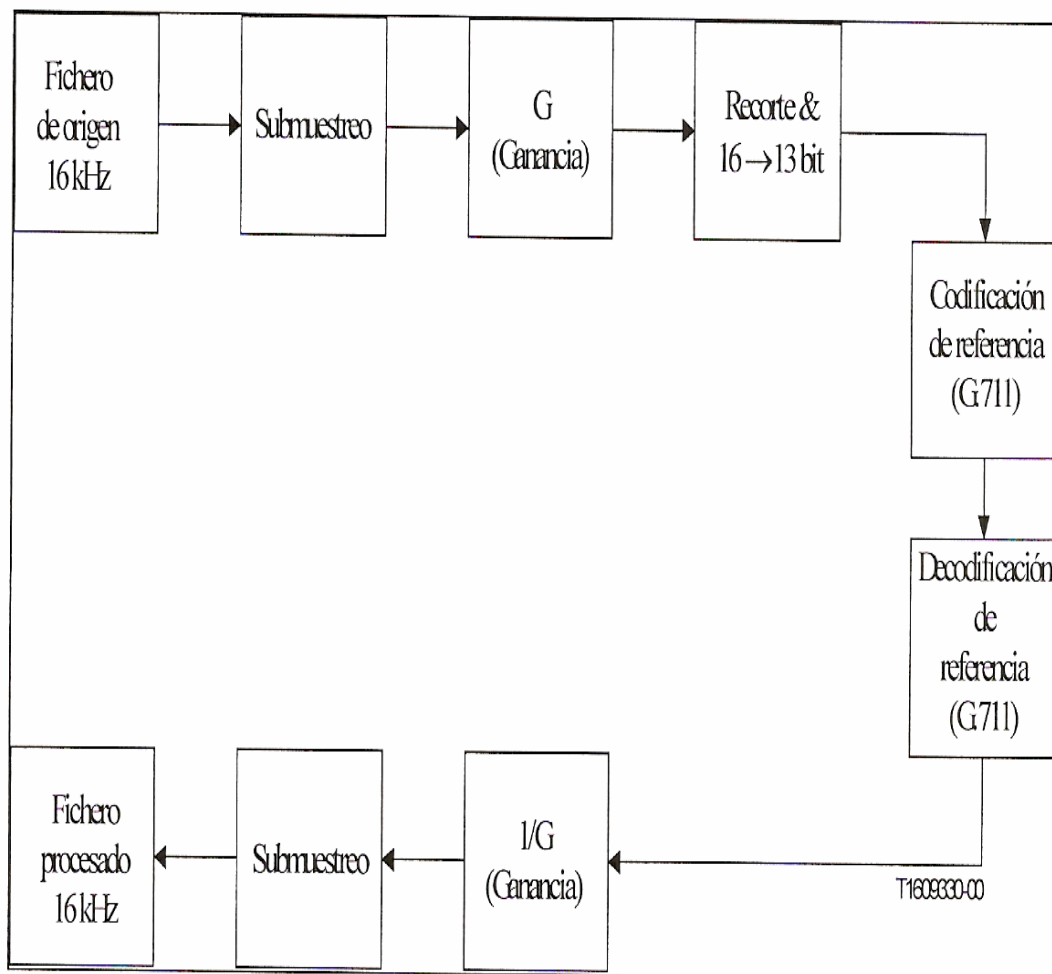 Fichero
de origen
16 kHz
Submuestreo
G
(Ganancia)
Recorte &
16 → 13 bit
Codificación
de referencia
(G.711)
Decodificación
de
referencia
(G.711)
1/G
(Ganancia)
Submuestreo
Fichero
procesado
16 kHz
T1609330-00